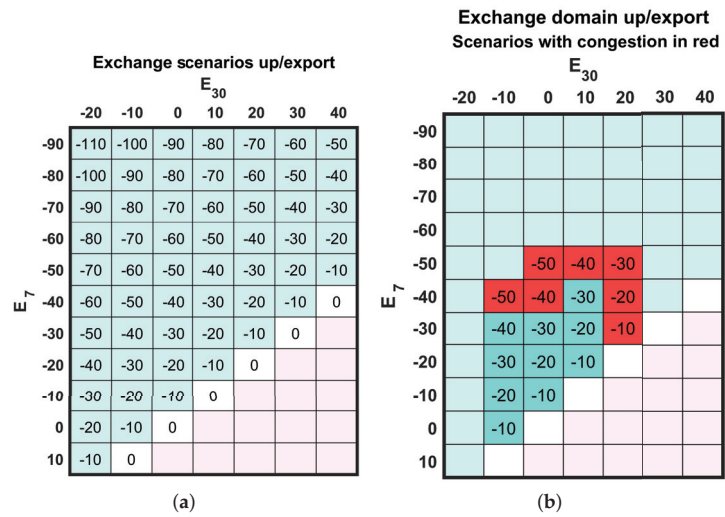 Exchange scenarios up/export
E30
-20 -10 0 10 20 30 40
-90 -110 -100 -90 -80 -70 -60 -50
-80 -100 -90 -80 -70 -60 -50 -40
-70 -90 -80 -70 -60 -50 -40 -30
-60 -80 -70 -60 -50 -40 -30 -20
-50 -70 -60 -50 -40 -30 -20 -10
E7
-40 -60 -50 -40 -30 -20 -10 0
-30 -50 -40 -30 -20 -10 0
-20 -40 -30 -20 -10 0
-10 -30 -20 -10 0
0 -20 -10 0
10 -10 0
(a)
Exchange domain up/export
Scenarios with congestion in red
E30
-20 -10 0 10 20 30 40
-90
-80
-70
-60
-50 -50 -40 -30
E7
-40 -50 -40 -30 -20
-30 -40 -30 -20 -10
-20 -30 -20 -10
-10 -20 -10
0 -10
10
(b)